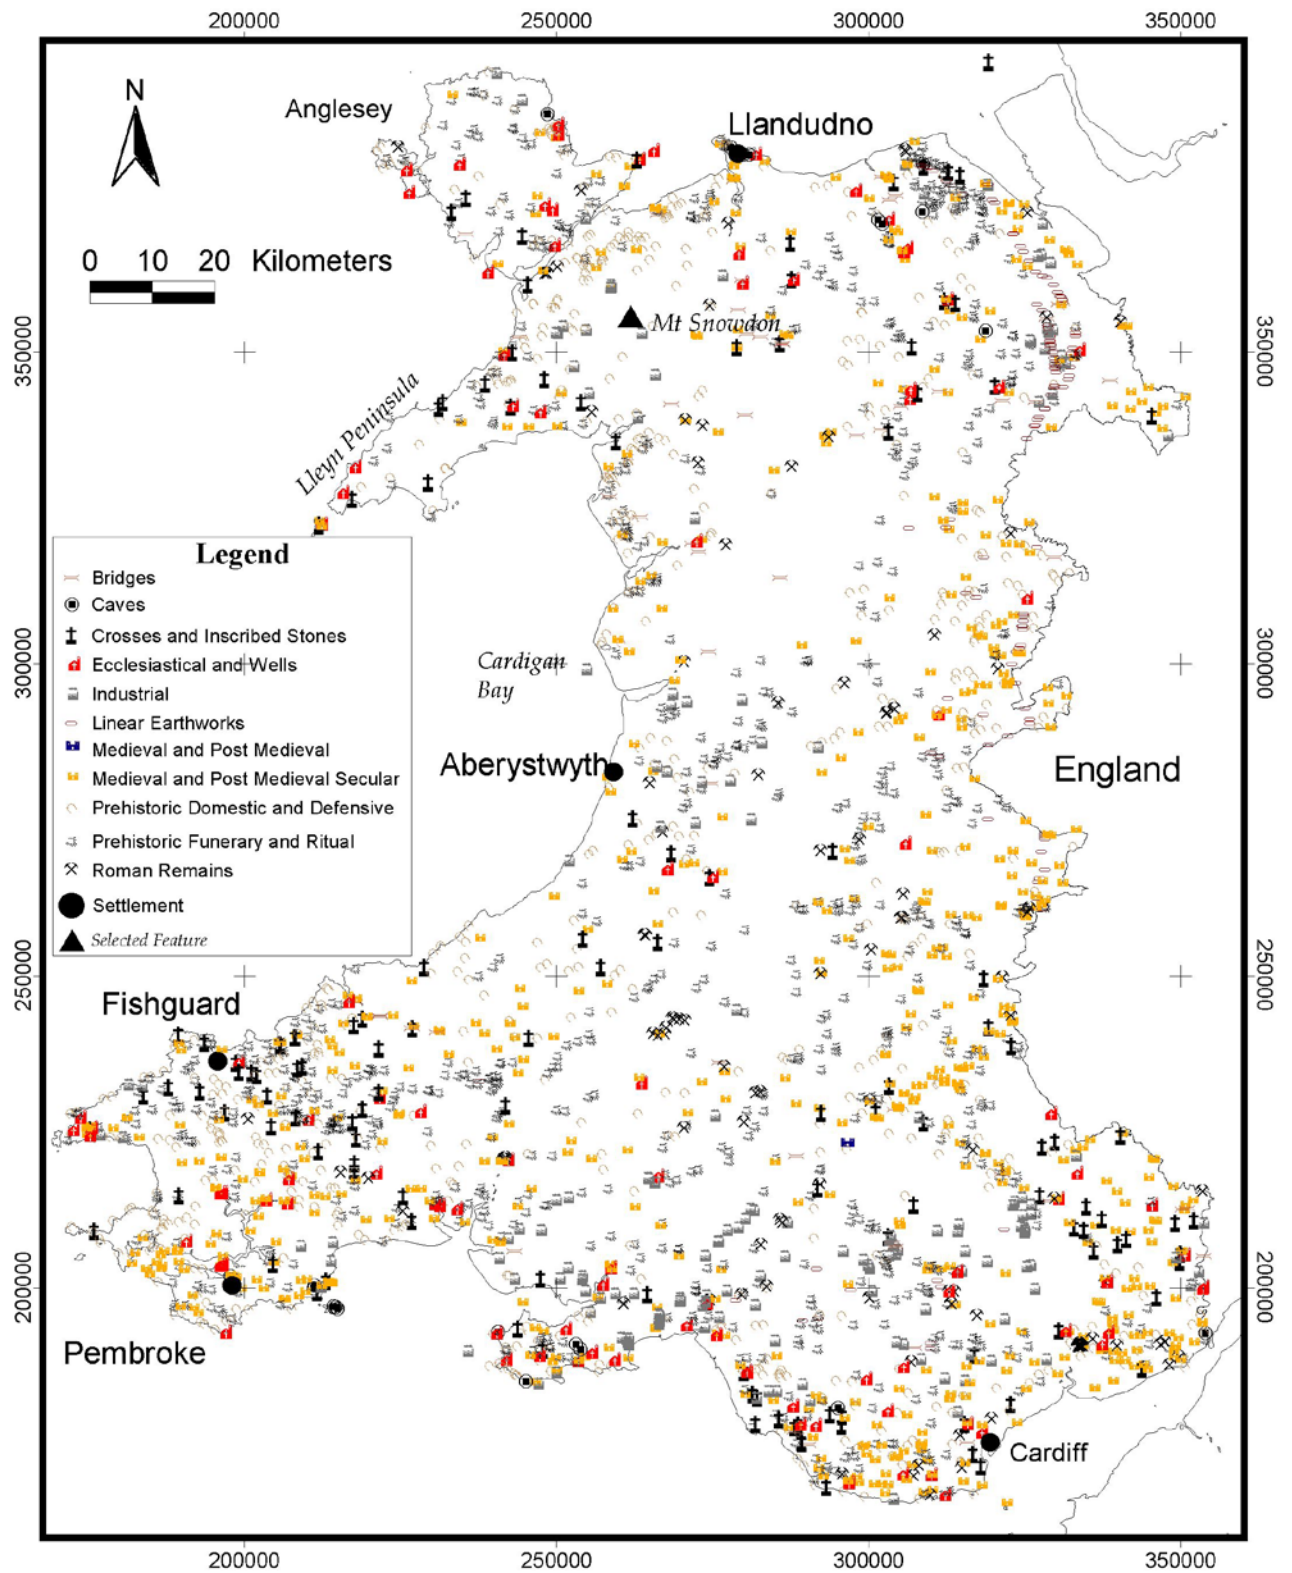 200000 250000 300000 350000
N
Anglesey
Llandudno
0 10 20 Kilometers
Mt Snowdon
350000
350000
Lleyn Peninsula
Legend
Bridges
Caves
Crosses and Inscribed Stones
Ecclesiastical and Wells
Industrial
Linear Earthworks
Medieval and Post Medieval
Medieval and Post Medieval Secular
Prehistoric Domestic and Defensive
Prehistoric Funerary and Ritual
Roman Remains
Settlement
Selected Feature
300000
Cardigan
Bay
300000
Aberystwyth
England
250000
250000
Fishguard
200000
200000
Pembroke
Cardiff
200000 250000 300000 350000